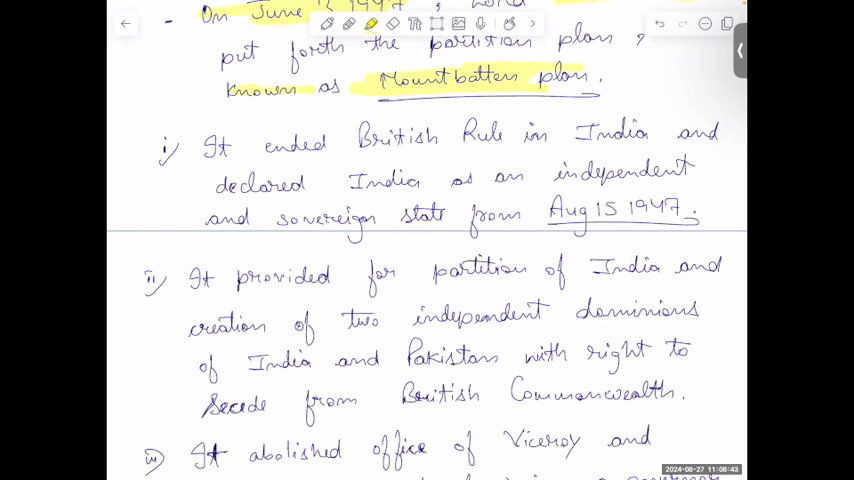 - On June 3 1947, Lord
put forth the partition plan,
known as Mountbatten plan.
i) It ended British Rule in India and
declared India as an independent
and sovereign state from Aug 15 1947.
ii) It provided for partition of India and
creation of two independent dominions
of India and Pakistan with right to
Secede from British Commonwealth.
iii) It abolished office of Viceroy and
2024-08-27 11:08:43